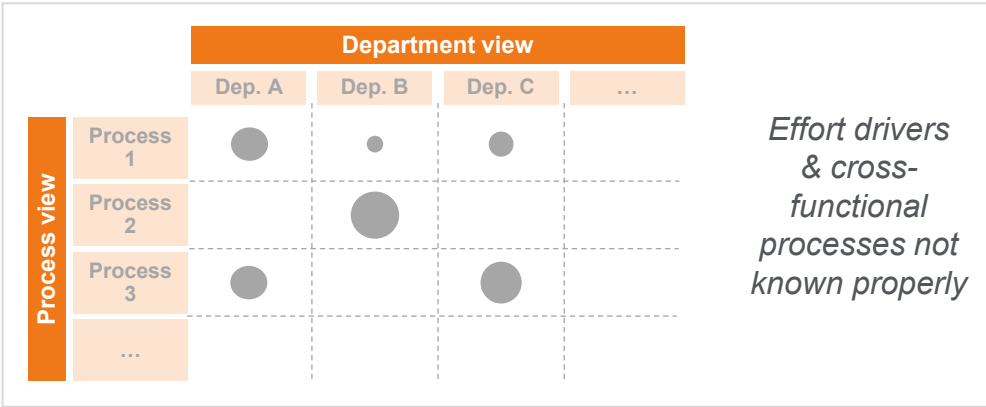 Department view
Dep. A Dep. B Dep. C …
Process view
Process
1
Process
2
Process
3
…
Effort drivers
& cross-
functional
processes not
known properly